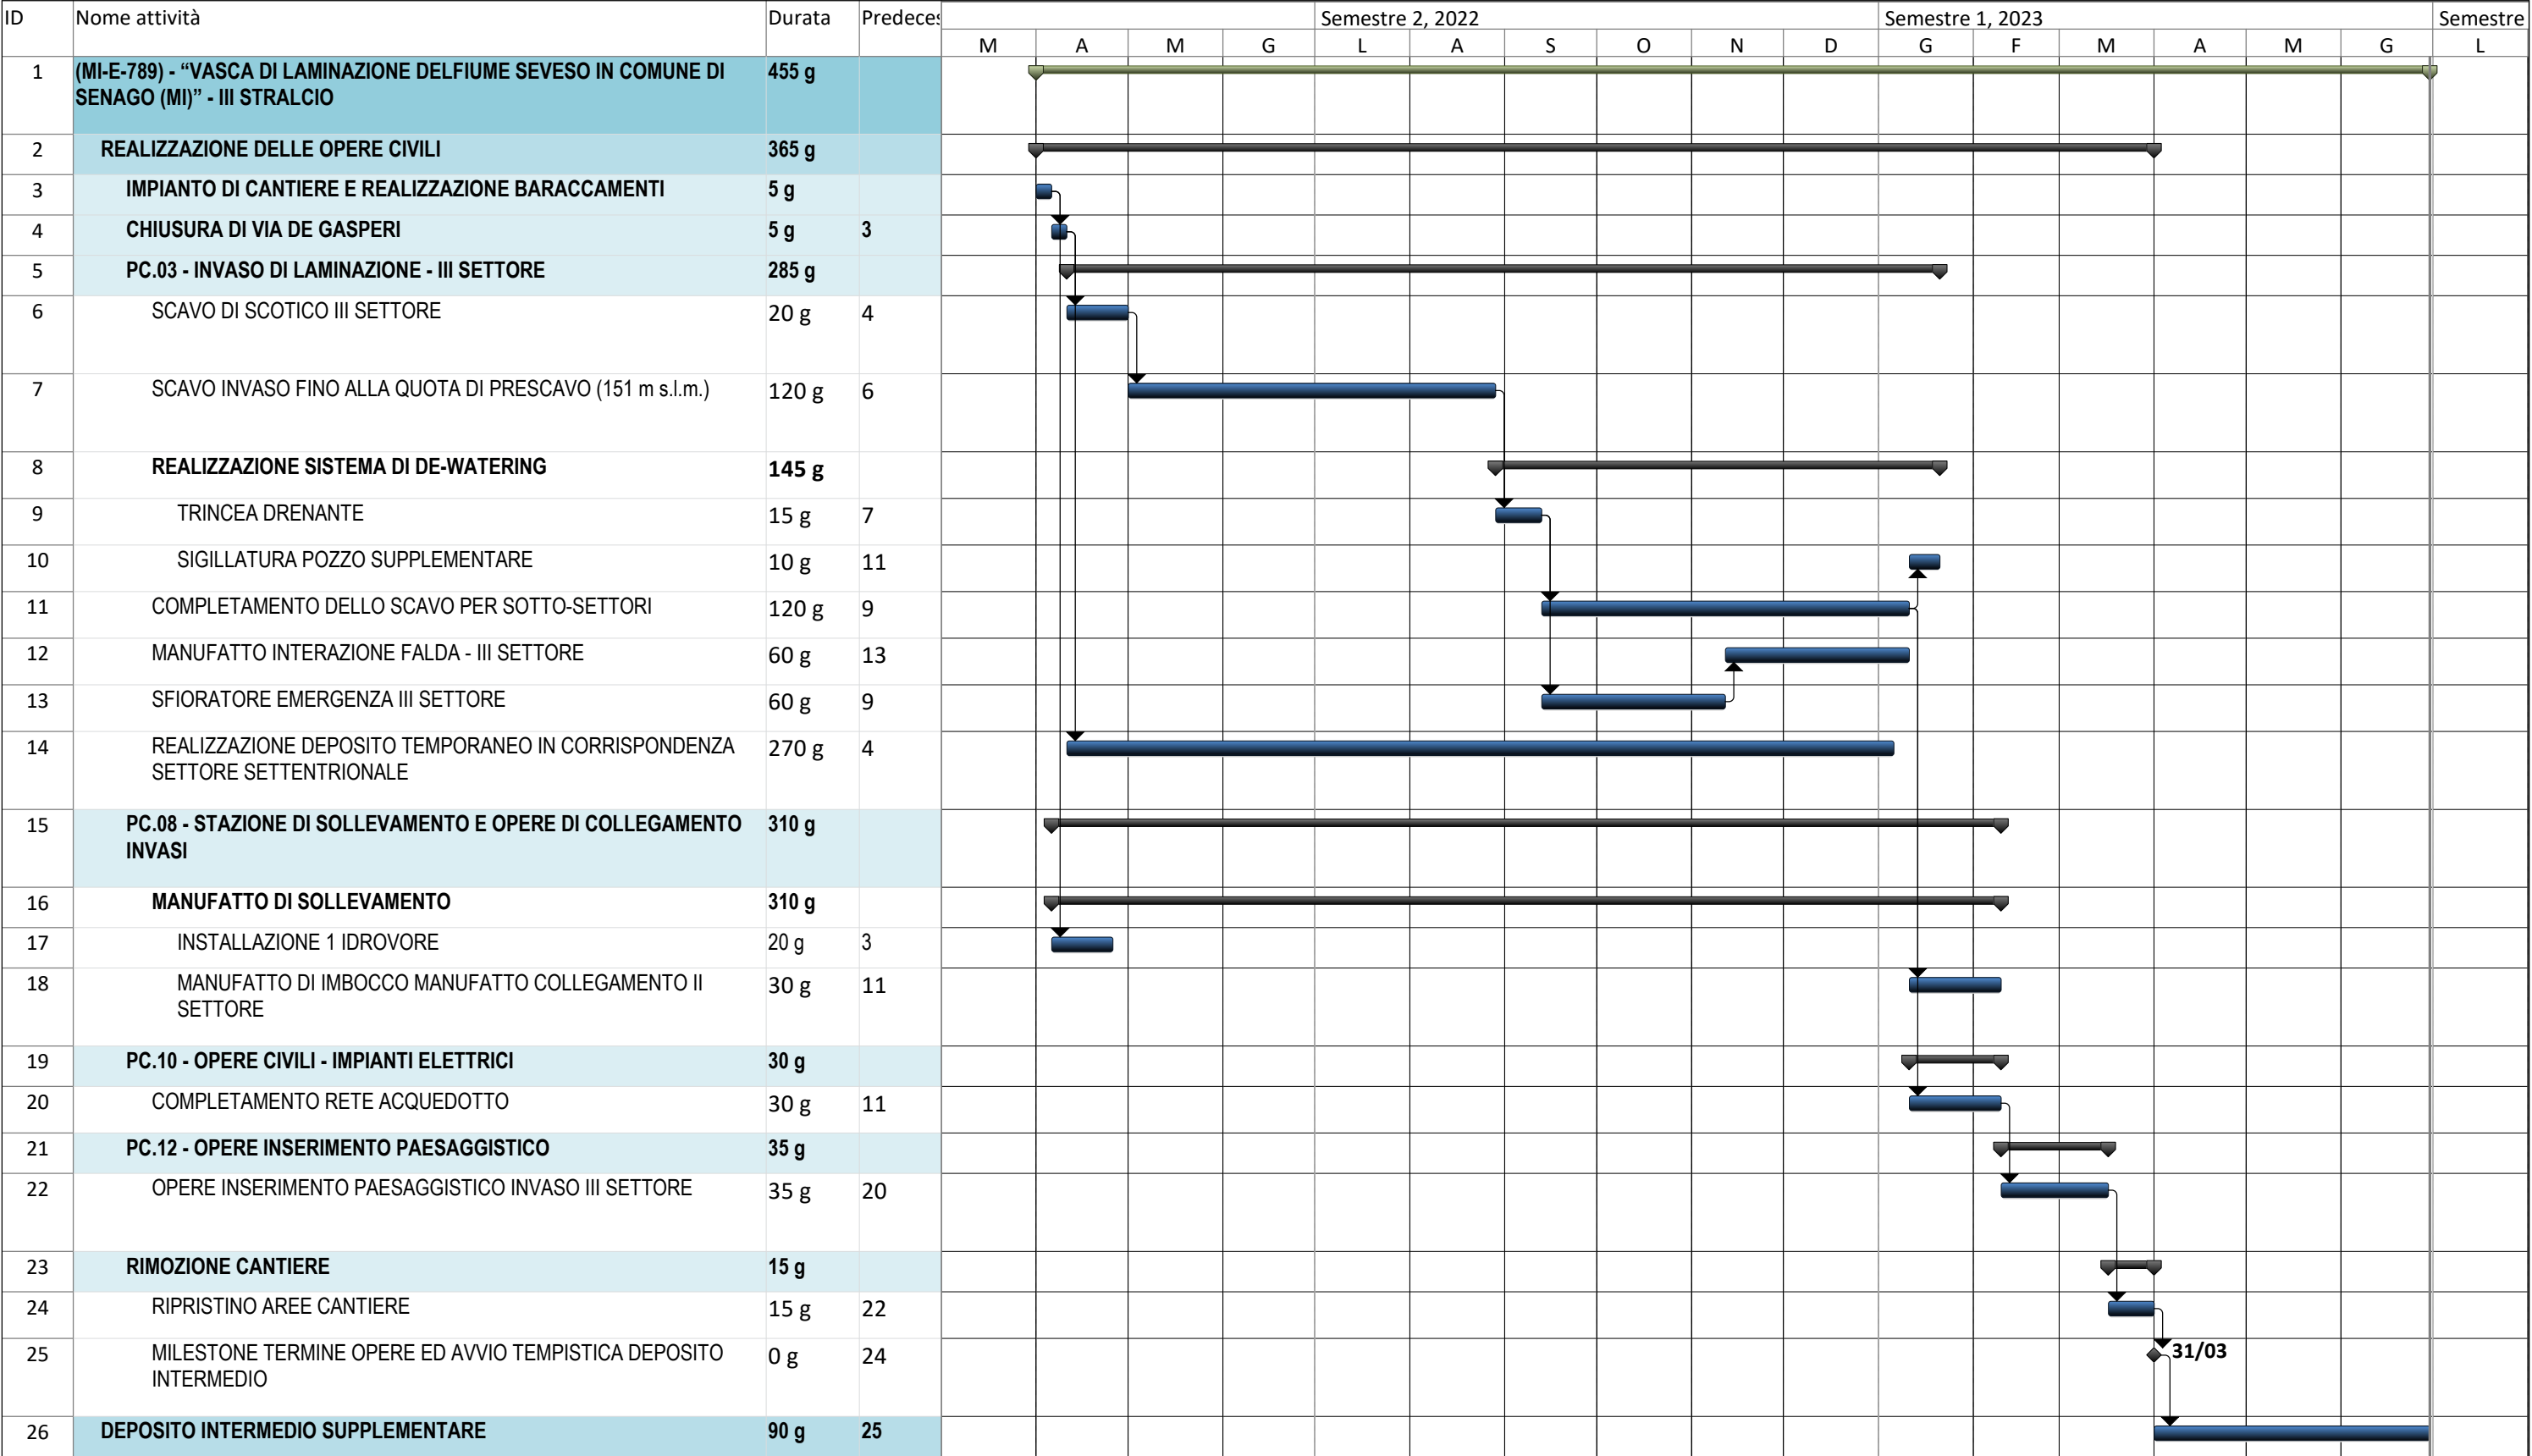 ID Nome attività Durata Predeces Semestre 2, 2022 Semestre 1, 2023 Semestre
M A M G L A S O N D G F M A M G L
1 (MI-E-789) - “VASCA DI LAMINAZIONE DELFIUME SEVESO IN COMUNE DI 455 g
SENAGO (MI)” - III STRALCIO
2 REALIZZAZIONE DELLE OPERE CIVILI 365 g
3 IMPIANTO DI CANTIERE E REALIZZAZIONE BARACCAMENTI 5 g
4 CHIUSURA DI VIA DE GASPERI 5 g 3
5 PC.03 - INVASO DI LAMINAZIONE - III SETTORE 285 g
6 SCAVO DI SCOTICO III SETTORE 20 g 4
7 SCAVO INVASO FINO ALLA QUOTA DI PRESCAVO (151 m s.l.m.) 120 g 6
8 REALIZZAZIONE SISTEMA DI DE-WATERING 145 g
9 TRINCEA DRENANTE 15 g 7
10 SIGILLATURA POZZO SUPPLEMENTARE 10 g 11
11 COMPLETAMENTO DELLO SCAVO PER SOTTO-SETTORI 120 g 9
12 MANUFATTO INTERAZIONE FALDA - III SETTORE 60 g 13
13 SFIORATORE EMERGENZA III SETTORE 60 g 9
14 REALIZZAZIONE DEPOSITO TEMPORANEO IN CORRISPONDENZA 270 g 4
SETTORE SETTENTRIONALE
15 PC.08 - STAZIONE DI SOLLEVAMENTO E OPERE DI COLLEGAMENTO 310 g
INVASI
16 MANUFATTO DI SOLLEVAMENTO 310 g
17 INSTALLAZIONE 1 IDROVORE 20 g 3
18 MANUFATTO DI IMBOCCO MANUFATTO COLLEGAMENTO II 30 g 11
SETTORE
19 PC.10 - OPERE CIVILI - IMPIANTI ELETTRICI 30 g
20 COMPLETAMENTO RETE ACQUEDOTTO 30 g 11
21 PC.12 - OPERE INSERIMENTO PAESAGGISTICO 35 g
22 OPERE INSERIMENTO PAESAGGISTICO INVASO III SETTORE 35 g 20
23 RIMOZIONE CANTIERE 15 g
24 RIPRISTINO AREE CANTIERE 15 g 22
25 MILESTONE TERMINE OPERE ED AVVIO TEMPISTICA DEPOSITO 0 g 24 31/03
INTERMEDIO
26 DEPOSITO INTERMEDIO SUPPLEMENTARE 90 g 25